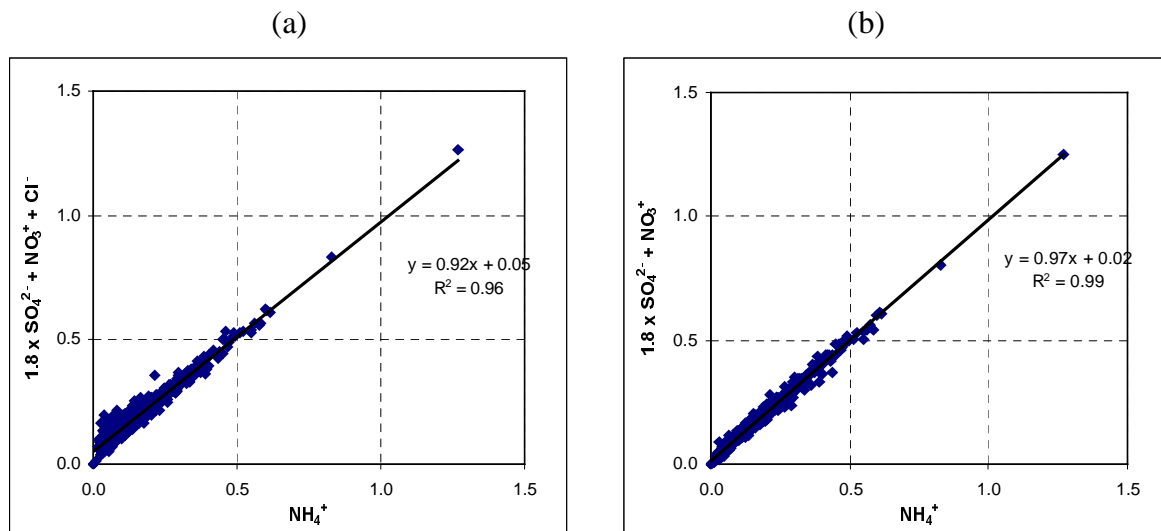 (a)
1.5
1.0
0.5
0.0
0.0 0.5 1.0 1.5
1.8 x SO₄²⁻ + NO₃⁺ + Cl⁻
NH₄⁺
y = 0.92x + 0.05
R² = 0.96
(b)
1.5
1.0
0.5
0.0
0.0 0.5 1.0 1.5
1.8 x SO₄²⁻ + NO₃⁺
NH₄⁺
y = 0.97x + 0.02
R² = 0.99